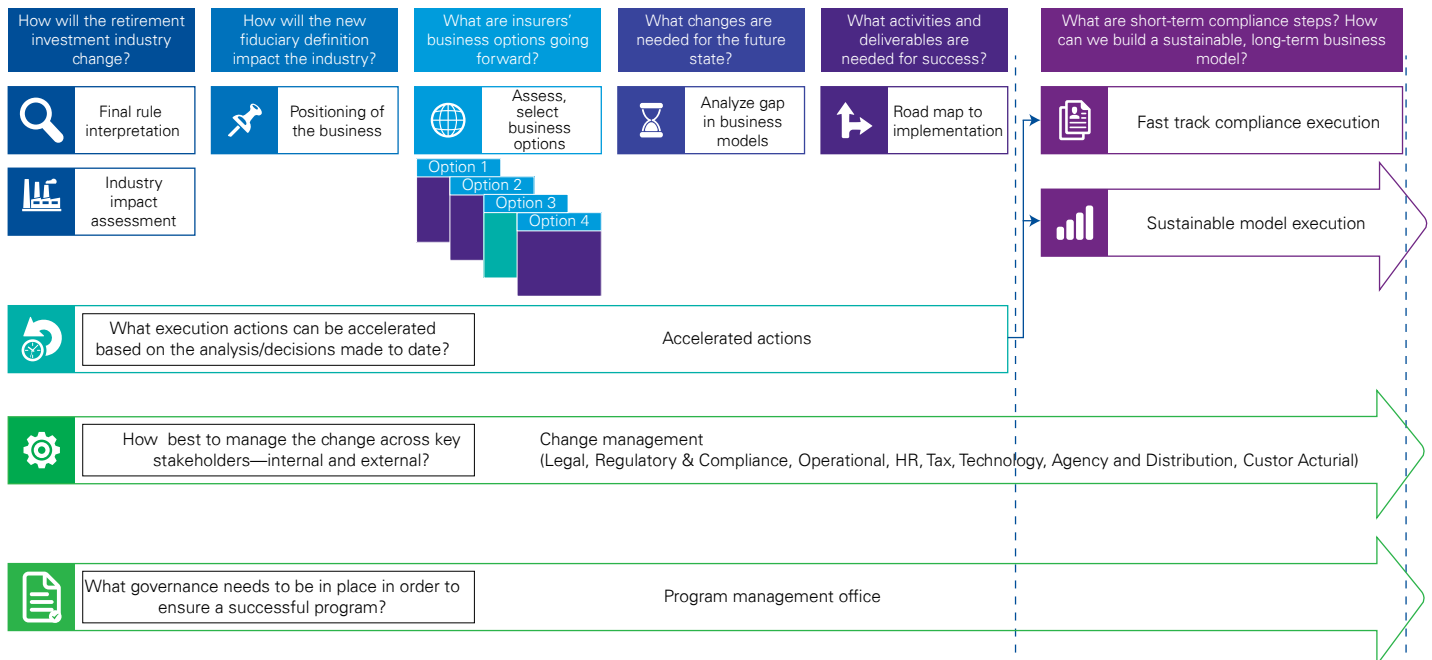 How will the retirement
investment industry
change?
How will the new
fiduciary definition
impact the industry?
What are insurers’
business options going
forward?
What changes are
needed for the future
state?
What activities and
deliverables are
needed for success?
What are short-term compliance steps? How
can we build a sustainable, long-term business
model?
Final rule
interpretation
Positioning of
the business
Assess,
select
business
options
Analyze gap
in business
models
Road map to
implementation
Fast track compliance execution
Industry
impact
assessment
Option 1
Option 2
Option 3
Option 4
Sustainable model execution
What execution actions can be accelerated
based on the analysis/decisions made to date?
Accelerated actions
How best to manage the change across key
stakeholders—internal and external?
Change management
(Legal, Regulatory & Compliance, Operational, HR, Tax, Technology, Agency and Distribution, Custor Acturial)
What governance needs to be in place in order to
ensure a successful program?
Program management office